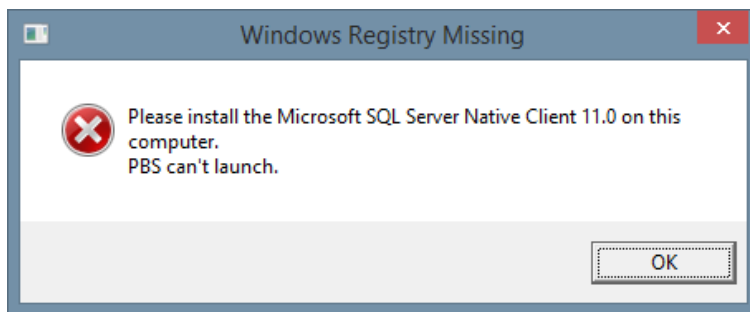 Windows Registry Missing
Please install the Microsoft SQL Server Native Client 11.0 on this
computer.
PBS can't launch.
OK